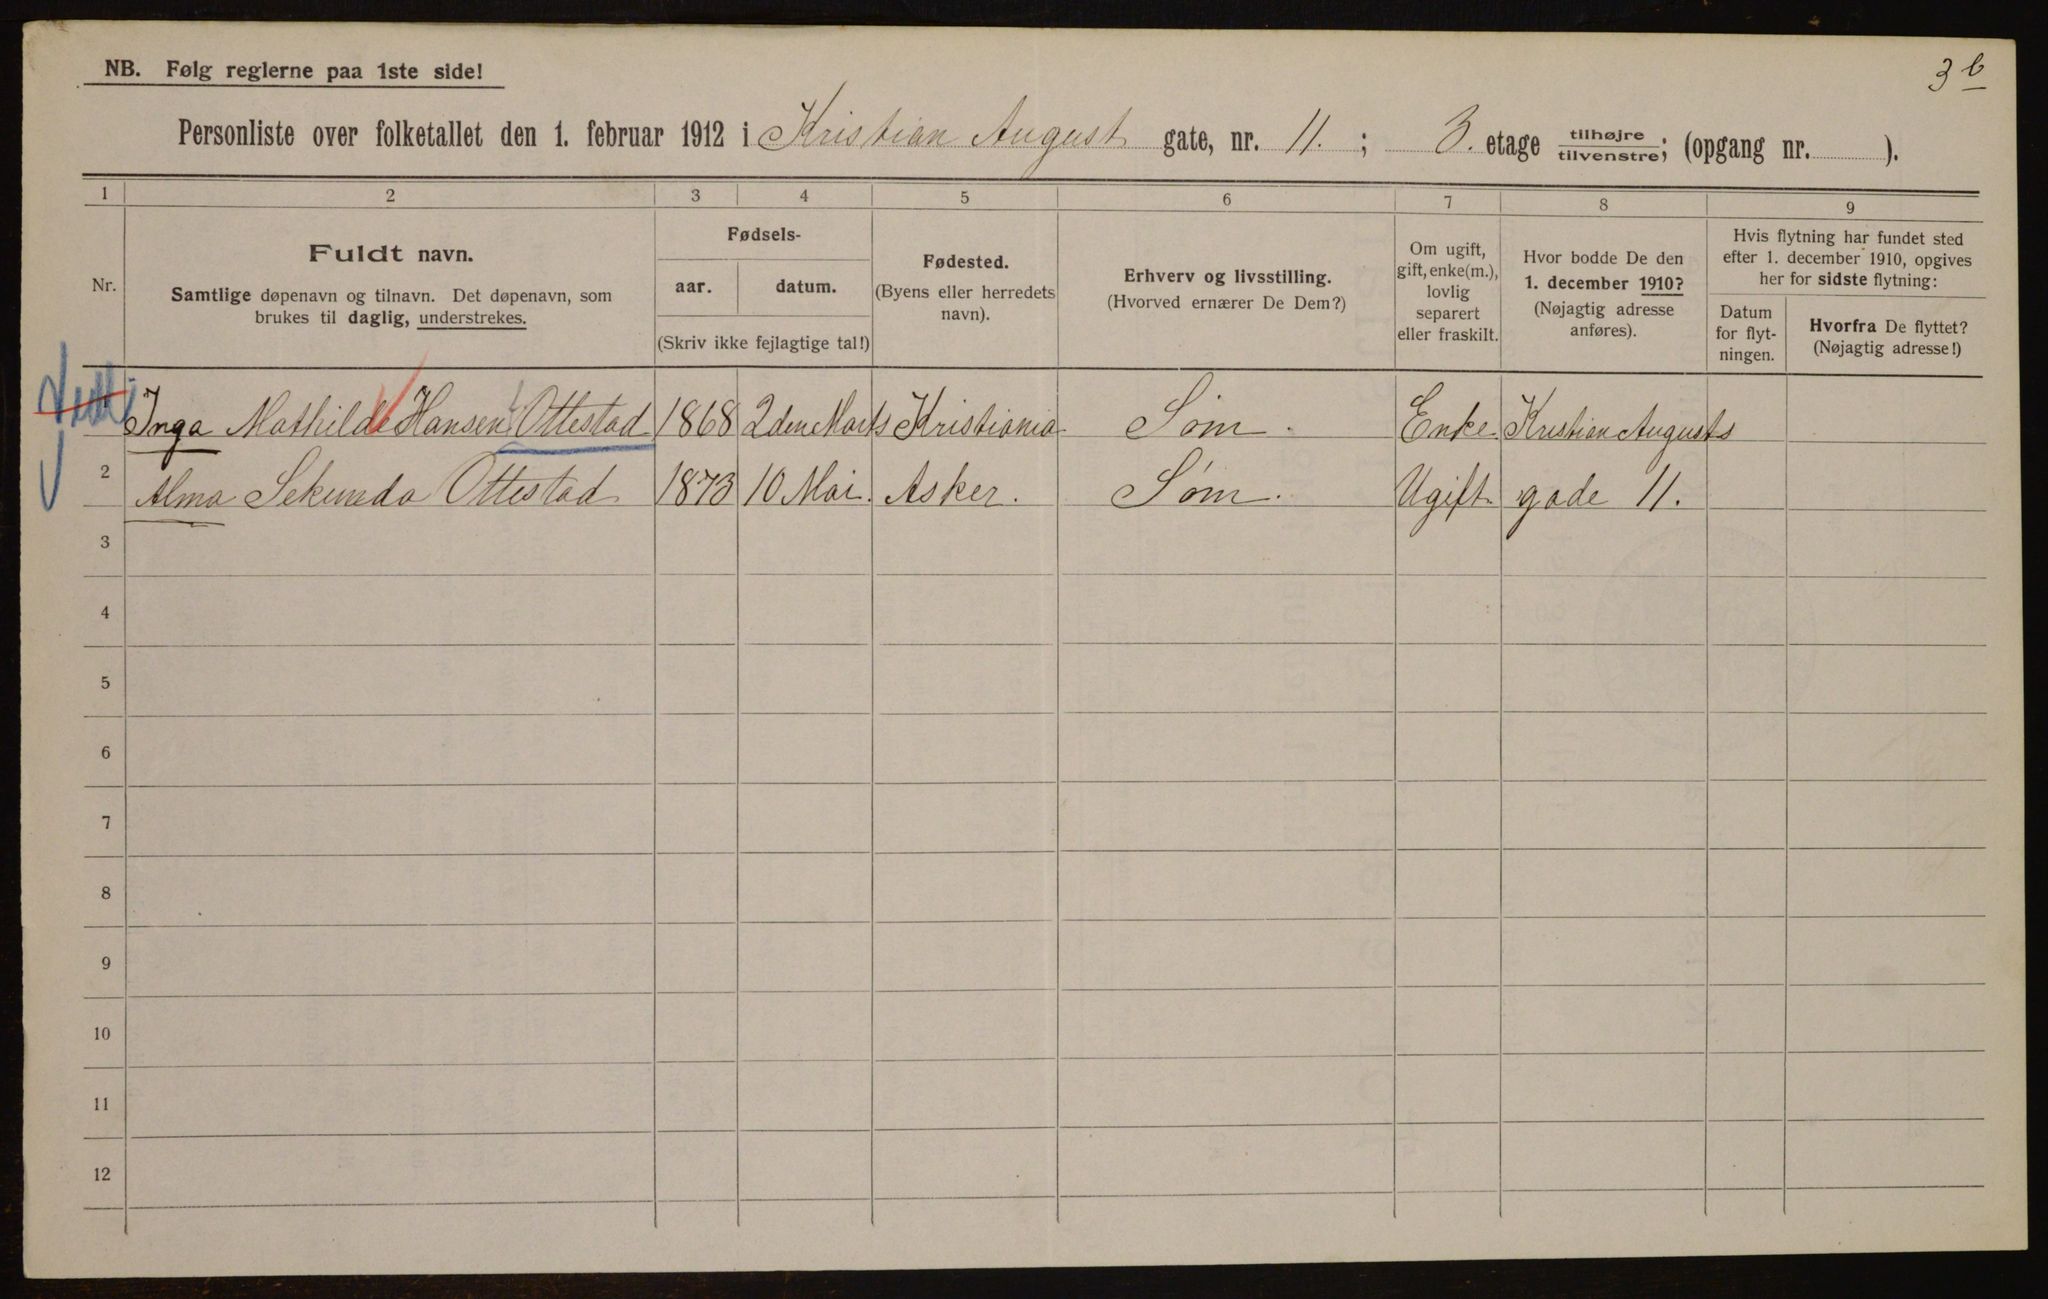 NB. Følg reglerne paa 1ste side!
3 b
Personliste over folketallet den 1. februar 1912 i Kristian August gate, nr. 11. ; 3. etage tilhøjre tilvenstre; (opgang nr. ).
1 2 3 4 5 6 7 8 9
Nr.
Fuldt navn.
Samtlige døpenavn og tilnavn. Det døpenavn, som
brukes til daglig, understrekes.
Fødsels-
aar. datum.
(Skriv ikke fejlagtige tal!)
Fødested.
(Byens eller herredets
navn).
Erhverv og livsstilling.
(Hvorved ernærer De Dem?)
Om ugift,
gift, enke(m.),
lovlig
separert
eller fraskilt.
Hvor bodde De den
1. december 1910?
(Nøjagtig adresse
anføres).
Hvis flytning har fundet sted
efter 1. december 1910, opgives
her for sidste flytning:
Datum
for flyt-
ningen.
Hvorfra De flyttet?
(Nøjagtig adresse!)
Inga Mathilde Hansen Ottestad 1868 2den Marts Kristiania Søm. Enke Kristian Augusts
2 Alma Sekunda Ottestad 1873 10 Mai. Asker. Søm. Ugift. gade 11.
3
4
5
6
7
8
9
10
11
12